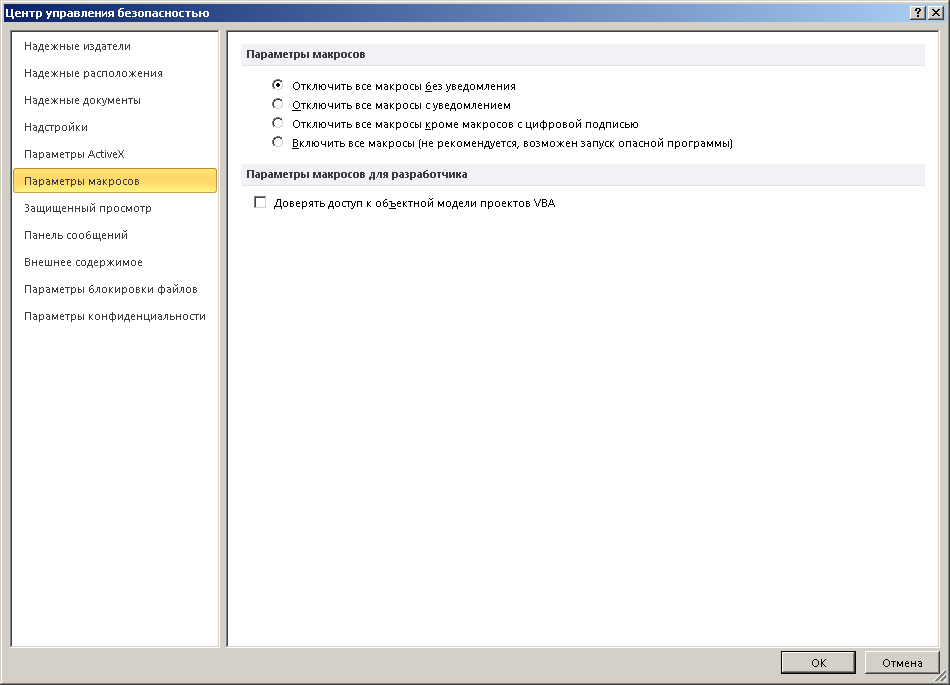 Центр управления безопасностью
Надежные издатели
Надежные расположения
Надежные документы
Надстройки
Параметры ActiveX
Параметры макросов
Защищенный просмотр
Панель сообщений
Внешнее содержимое
Параметры блокировки файлов
Параметры конфиденциальности
Параметры макросов
Отключить все макросы без уведомления
Отключить все макросы с уведомлением
Отключить все макросы кроме макросов с цифровой подписью
Включить все макросы (не рекомендуется, возможен запуск опасной программы)
Параметры макросов для разработчика
Доверять доступ к объектной модели проектов VBA
OK
Отмена